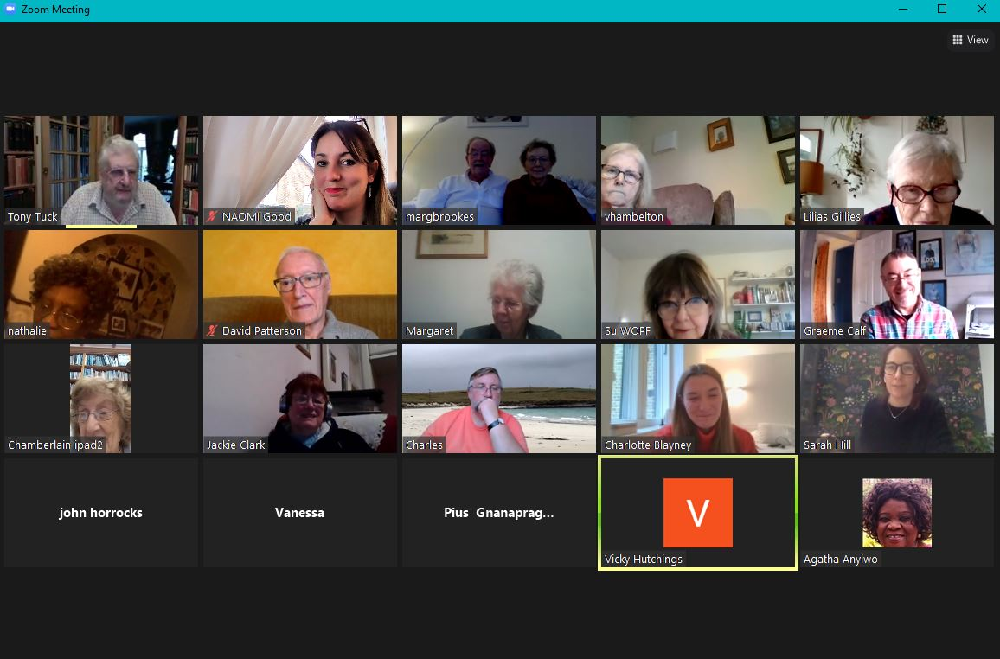 Zoom Meeting
View
Tony Tuck
NAOMI Good
margbrookes
vhambelton
Lilias Gillies
nathalie
David Patterson
Margaret
Su WOPF
Graeme Calf
Chamberlain ipad2
Jackie Clark
Charles
Charlotte Blayney
Sarah Hill
john horrocks
Vanessa
Pius Gnanaprag...
V
Vicky Hutchings
Agatha Anyiwo